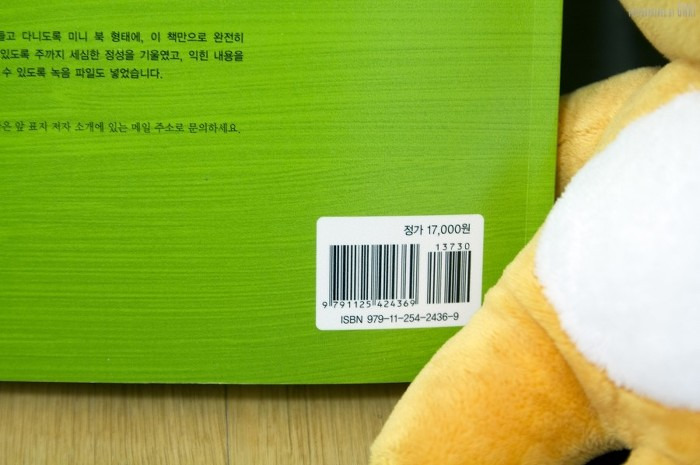 들고 다니도록 미니 북 형태에, 이 책만으로 완전히
있도록 주까지 세심한 정성을 기울였고, 익힌 내용을
수 있도록 녹음 파일도 넣었습니다.
은 앞 표지 저자 소개에 있는 메일 주소로 문의하세요.
정가 17,000원
13730
9 791125 424369
ISBN 979-11-254-2436-9